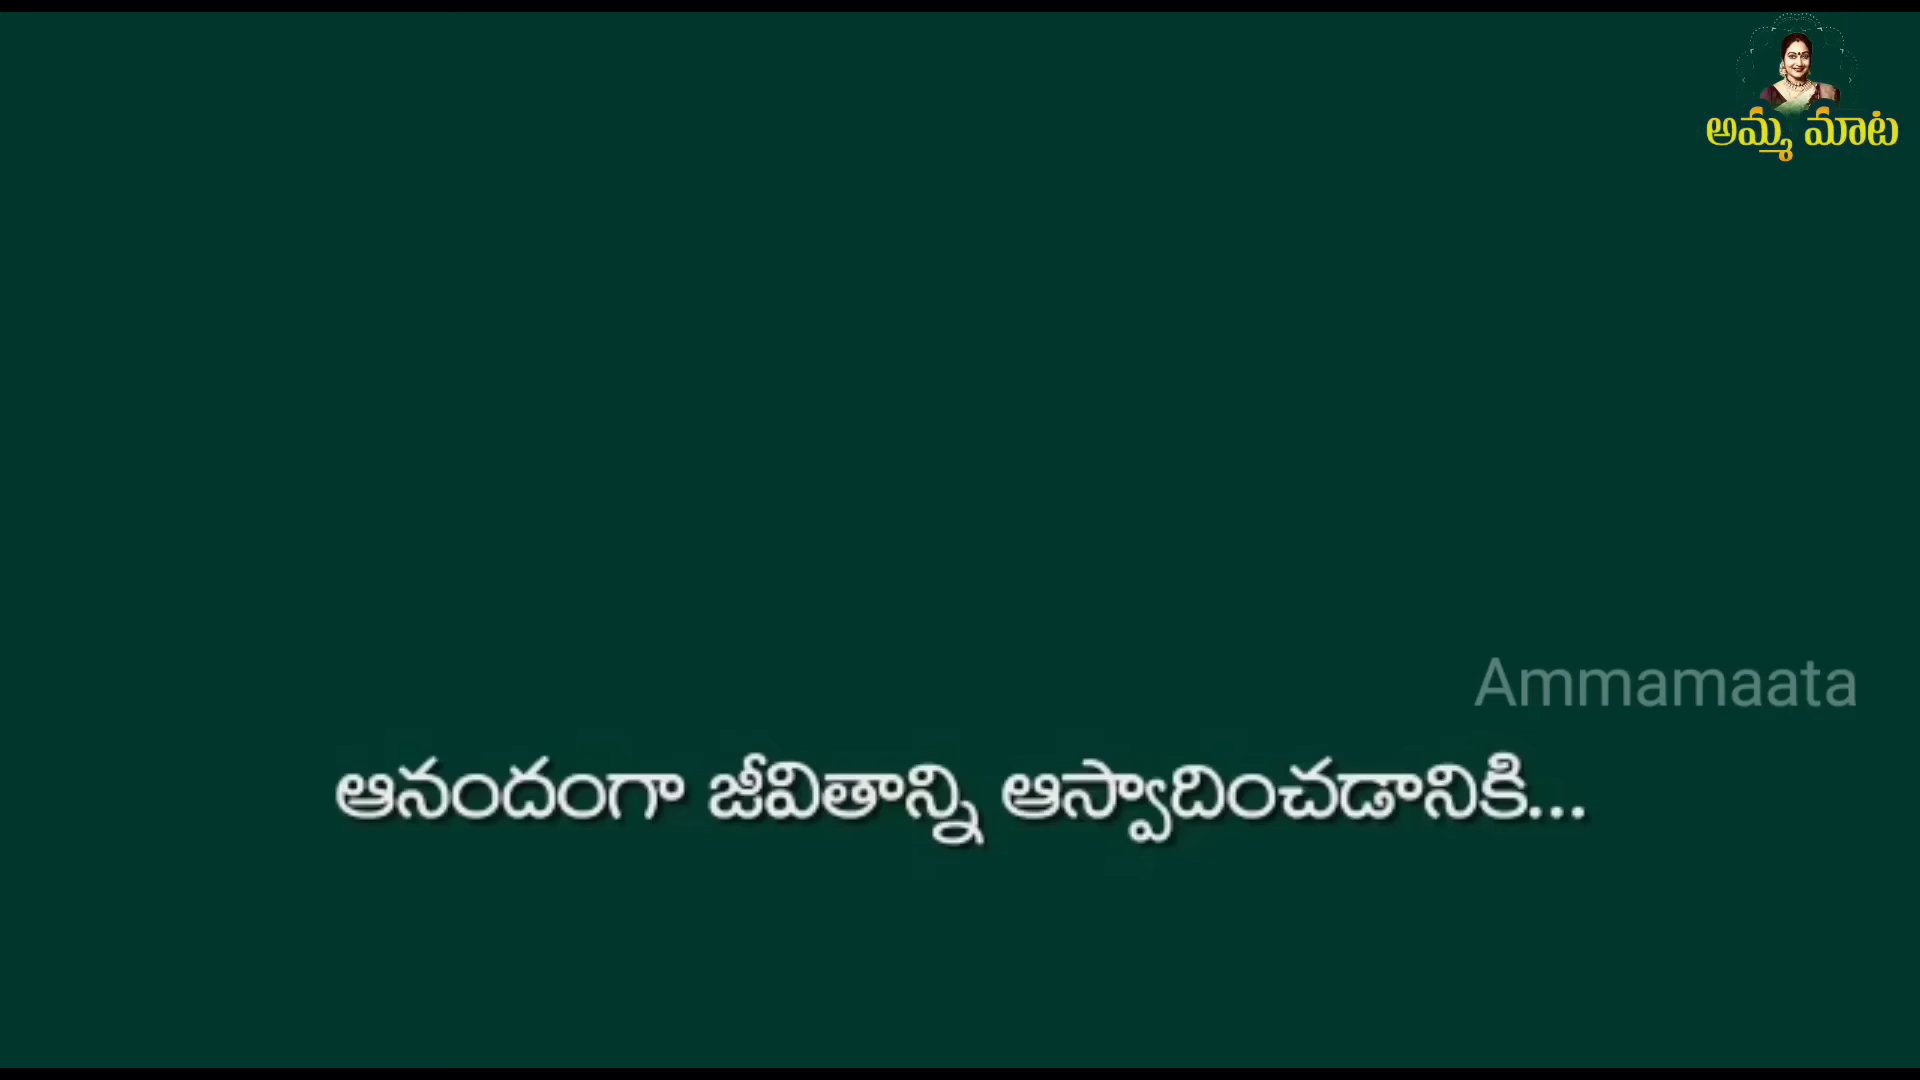 అమ్మ మాట
Ammamaata
ఆనందంగా జీవితాన్ని ఆస్వాదించడానికి...